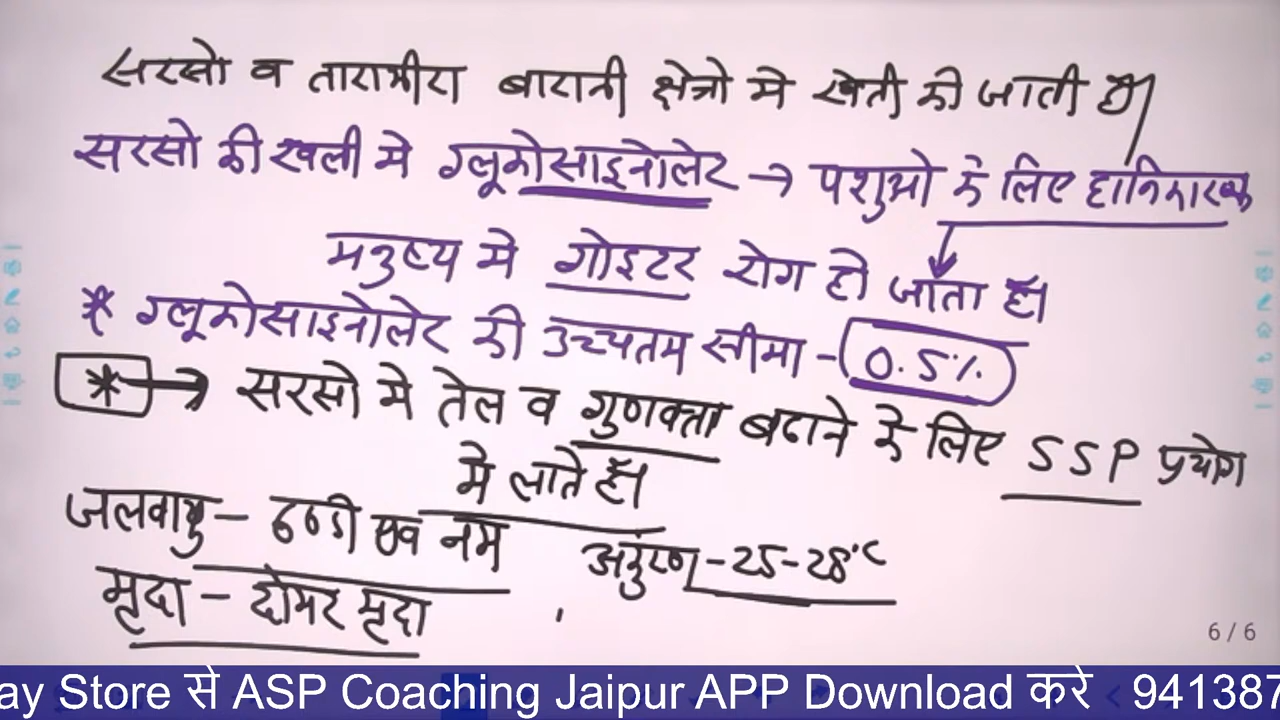 सरसो व तारामीरा बारानी क्षेत्रो मे खेती की जाती है।
सरसो की खली मे ग्लूकोसाइनोलेट → पशुओ के लिए हानिकारक
मनुष्य मे गोइटर रोग हो जाता है।
* ग्लूकोसाइनोलेट की उच्चतम सीमा - 0.5%
* → सरसो मे तेल व गुणवत्ता बढाने के लिए SSP प्रयोग
मे लाते है।
जलवायु - ठण्डी एव नम
अंकुरण - 25-28°C
मृदा - दोमट मृदा
6 / 6
ay Store से ASP Coaching Jaipur APP Download करे 941387